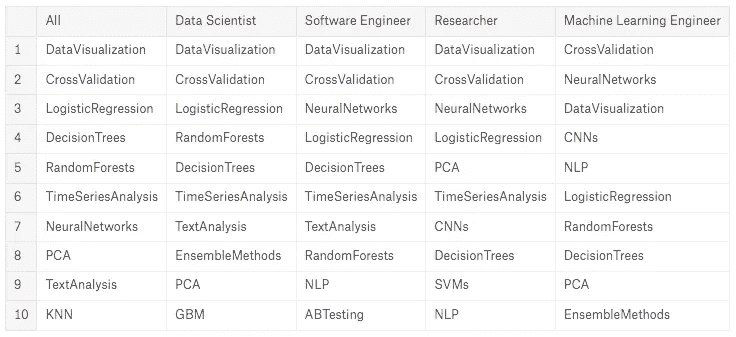 All Data Scientist Software Engineer Researcher Machine Learning Engineer
1 DataVisualization DataVisualization DataVisualization DataVisualization CrossValidation
2 CrossValidation CrossValidation CrossValidation CrossValidation NeuralNetworks
3 LogisticRegression LogisticRegression NeuralNetworks NeuralNetworks DataVisualization
4 DecisionTrees RandomForests LogisticRegression LogisticRegression CNNs
5 RandomForests DecisionTrees DecisionTrees PCA NLP
6 TimeSeriesAnalysis TimeSeriesAnalysis TimeSeriesAnalysis TimeSeriesAnalysis LogisticRegression
7 NeuralNetworks TextAnalysis TextAnalysis CNNs RandomForests
8 PCA EnsembleMethods RandomForests DecisionTrees DecisionTrees
9 TextAnalysis PCA NLP SVMs PCA
10 KNN GBM ABTesting NLP EnsembleMethods